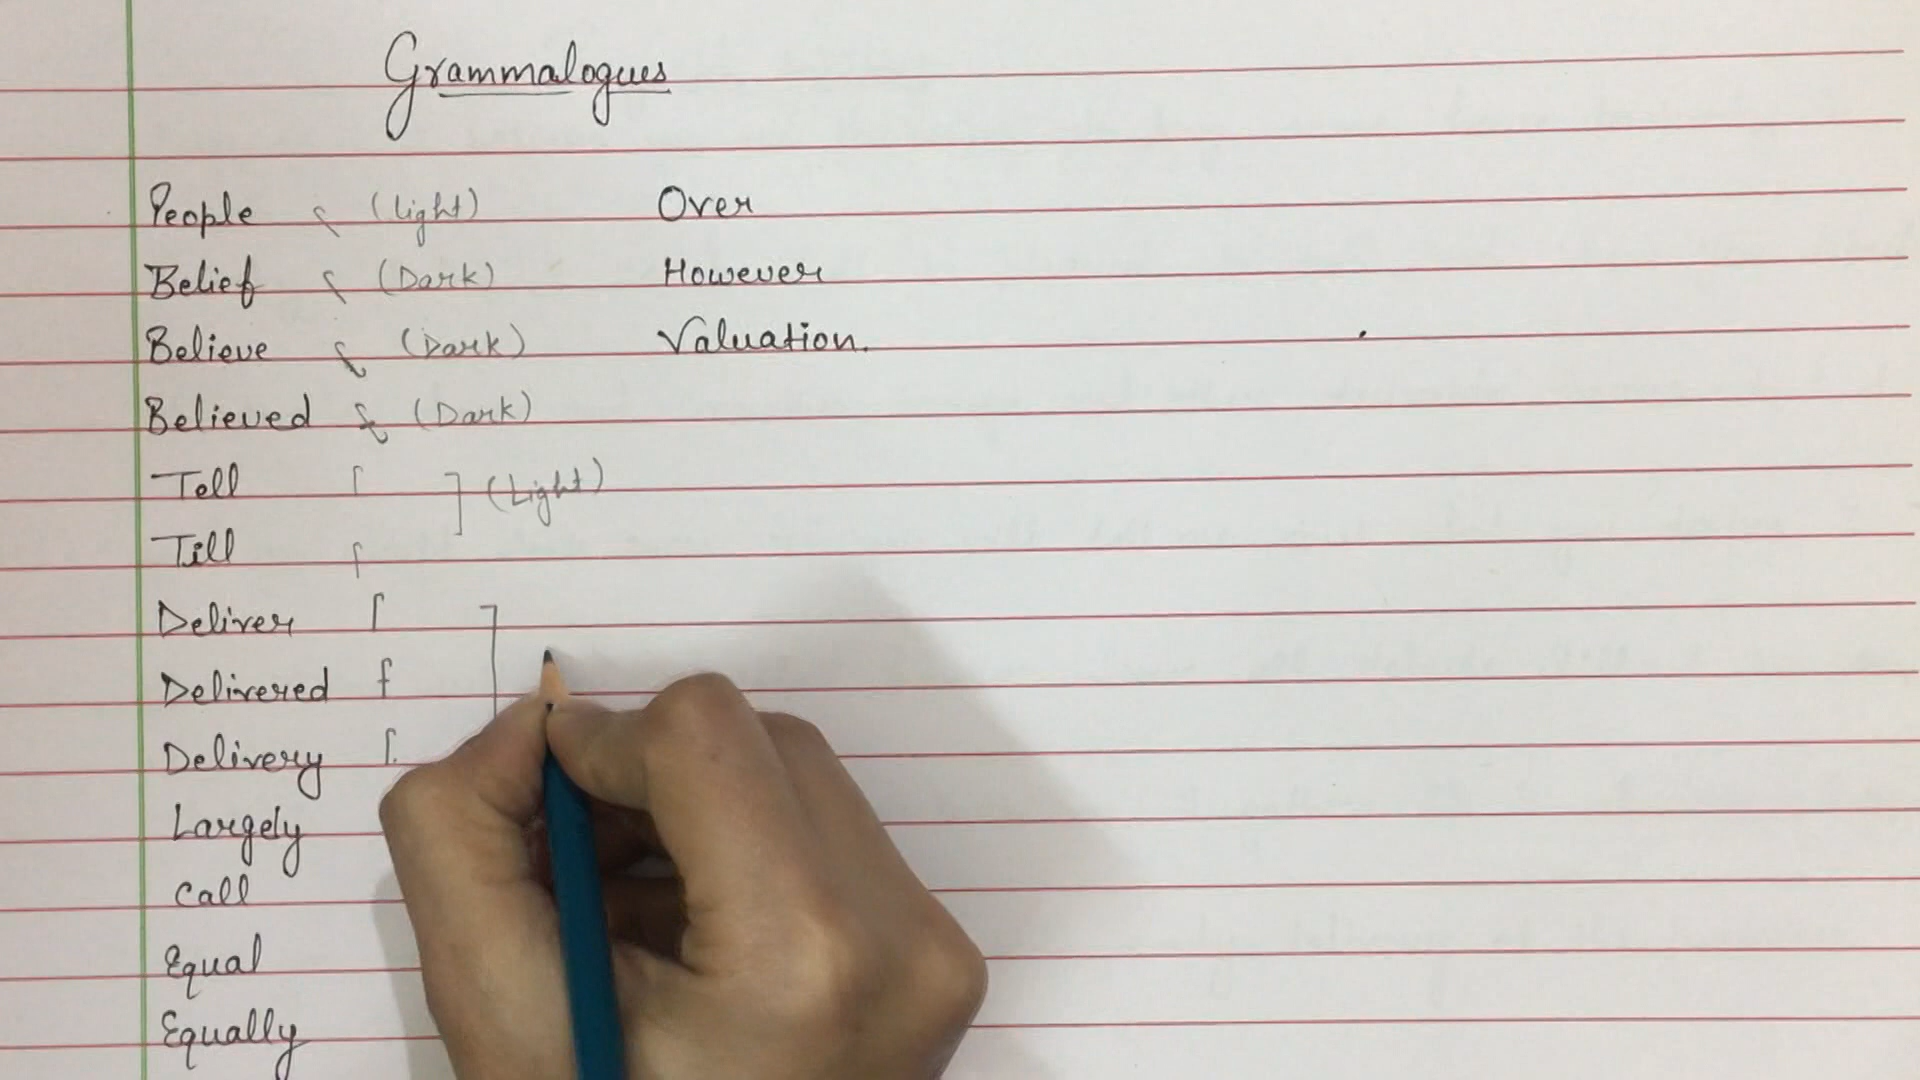 Grammalogues
People (Light) Over
Belief (Dark) However
Believe (Dark) Valuation.
Believed (Dark)
Tell (Light)
Till
Deliver
Delivered
Delivery
Largely
Call
Equal
Equally